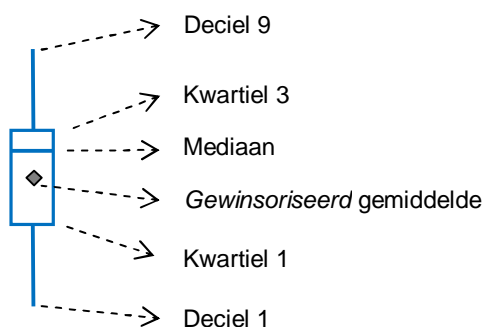 Deciel 9
Kwartiel 3
Mediaan
Gewinsoriseerd gemiddelde
Kwartiel 1
Deciel 1